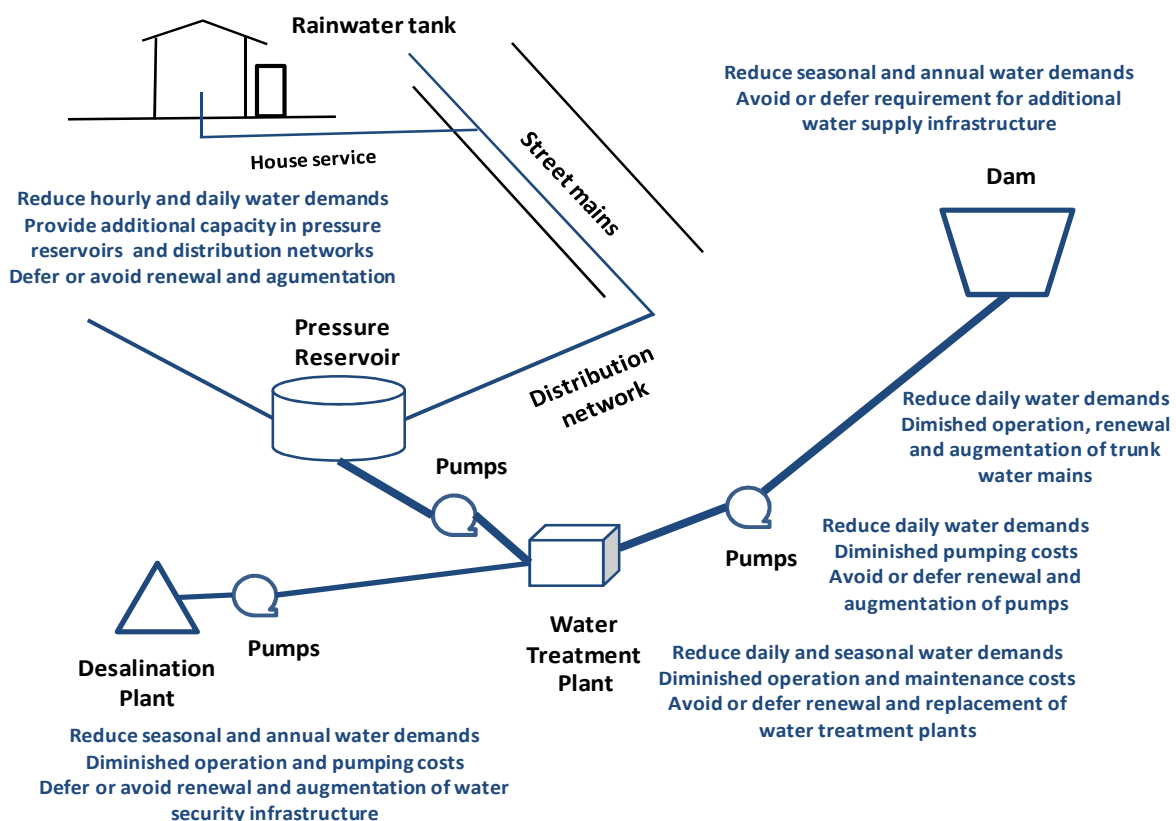 Rainwater tank
House service
Street mains
Reduce seasonal and annual water demands
Avoid or defer requirement for additional
water supply infrastructure
Dam
Reduce hourly and daily water demands
Provide additional capacity in pressure
reservoirs and distribution networks
Defer or avoid renewal and agumentation
Pressure
Reservoir
Distribution
network
Reduce daily water demands
Dimished operation, renewal
and augmentation of trunk
water mains
Pumps
Pumps
Reduce daily water demands
Diminished pumping costs
Avoid or defer renewal and
augmentation of pumps
Pumps
Water
Treatment
Plant
Desalination
Plant
Reduce daily and seasonal water demands
Diminished operation and maintenance costs
Avoid or defer renewal and replacement of
water treatment plants
Reduce seasonal and annual water demands
Diminished operation and pumping costs
Defer or avoid renewal and augmentation of water
security infrastructure